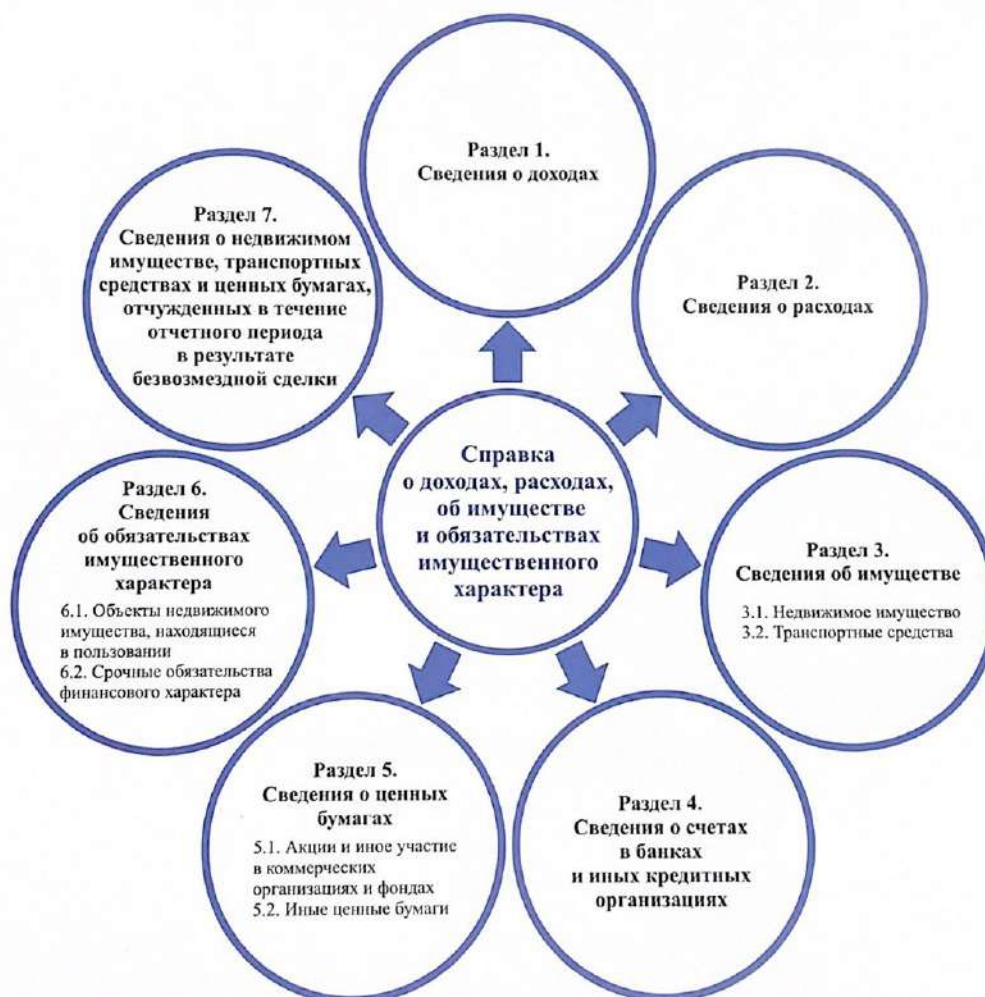 Раздел 1.
Сведения о доходах
Раздел 2.
Сведения о расходах
Раздел 3.
Сведения об имуществе
3.1. Недвижимое имущество
3.2. Транспортные средства
Раздел 4.
Сведения о счетах
в банках
и иных кредитных
организациях
Раздел 5.
Сведения о ценных
бумагах
5.1. Акции и иное участие
в коммерческих
организациях и фондах
5.2. Иные ценные бумаги
Раздел 6.
Сведения
об обязательствах
имущественного
характера
6.1. Объекты недвижимого
имущества, находящиеся
в пользовании
6.2. Срочные обязательства
финансового характера
Раздел 7.
Сведения о недвижимом
имуществе, транспортных
средствах и ценных бумагах,
отчужденных в течение
отчетного периода
в результате
безвозмездной сделки
Справка
о доходах, расходах,
об имуществе
и обязательствах
имущественного
характера